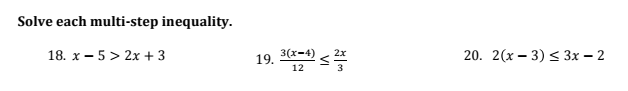 Solve each multi-step inequality.
18. x − 5 > 2x + 3 19. 3(x−4)/12 ≤ 2x/3 20. 2(x − 3) ≤ 3x − 2